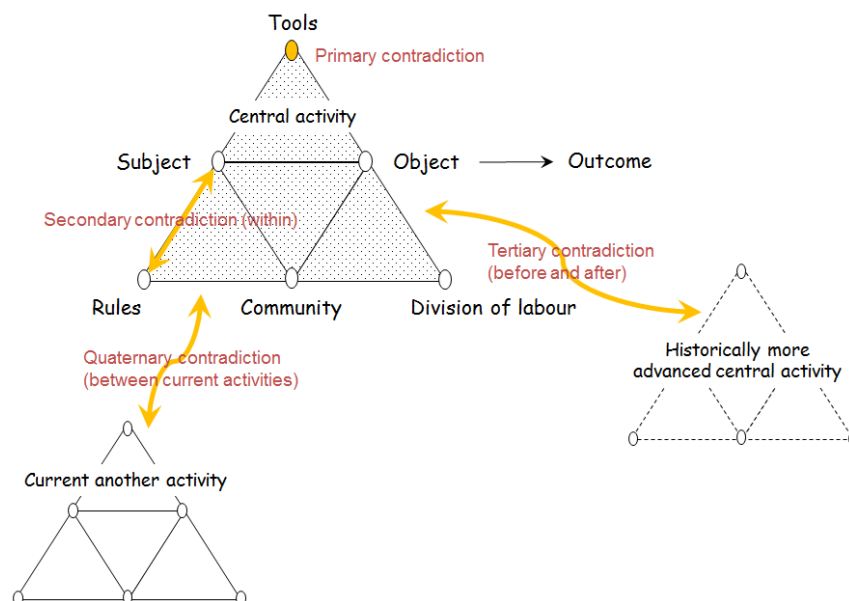 Tools
Primary contradiction
Central activity
Subject
Object
Outcome
Secondary contradiction (within)
Tertiary contradiction
(before and after)
Rules
Community
Division of labour
Quaternary contradiction
(between current activities)
Historically more
advanced central activity
Current another activity